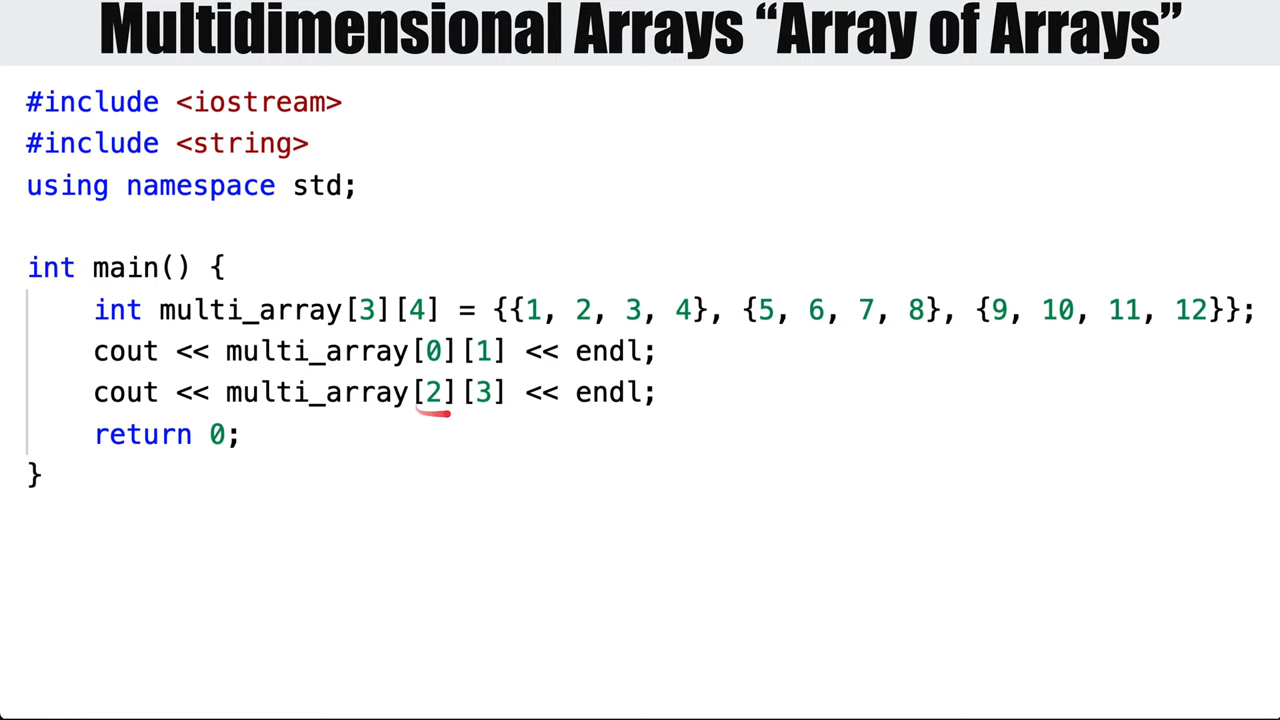 Multidimensional Arrays “Array of Arrays”
#include <iostream>
#include <string>
using namespace std;
int main() {
int multi_array[3][4] = {{1, 2, 3, 4}, {5, 6, 7, 8}, {9, 10, 11, 12}};
cout << multi_array[0][1] << endl;
cout << multi_array[2][3] << endl;
return 0;
}